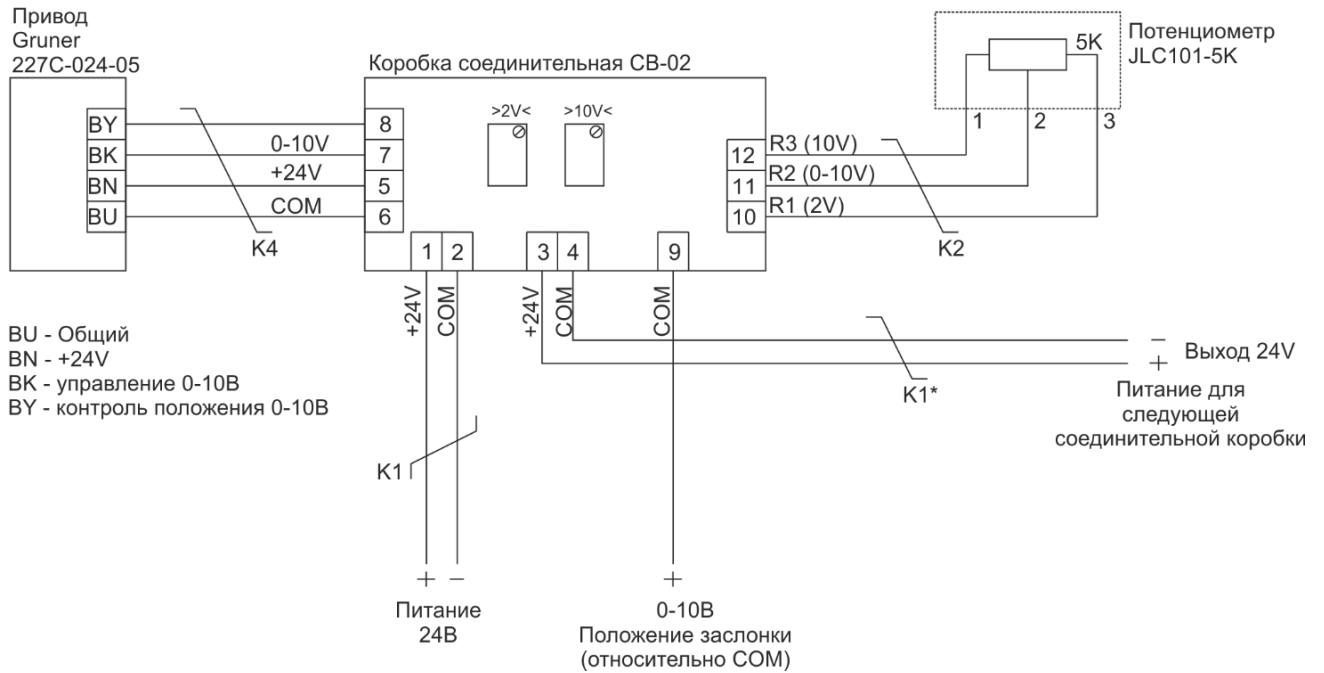 Привод
Gruner
227C-024-05
Коробка соединительная СВ-02
Потенциометр
JLC101-5K
5K
1 2 3
>2V< >10V<
BY 8
BK 0-10V 7
BN +24V 5
BU COM 6
K4
12 R3 (10V)
11 R2 (0-10V)
10 R1 (2V)
K2
1 2 3 4 9
+24V COM +24V COM COM
BU - Общий
BN - +24V
BK - управление 0-10В
BY - контроль положения 0-10В
K1
K1*
− Выход 24V
+
Питание для
следующей
соединительной коробки
+ −
Питание
24В
+
0-10В
Положение заслонки
(относительно СОМ)